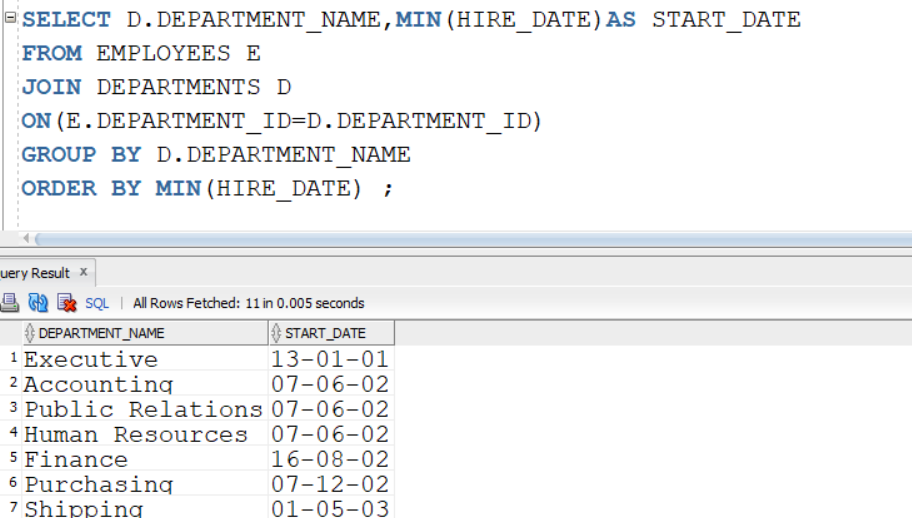 SELECT D.DEPARTMENT_NAME,MIN(HIRE_DATE)AS START_DATE
FROM EMPLOYEES E
JOIN DEPARTMENTS D
ON(E.DEPARTMENT_ID=D.DEPARTMENT_ID)
GROUP BY D.DEPARTMENT_NAME
ORDER BY MIN(HIRE_DATE) ;
uery Result x
SQL | All Rows Fetched: 11 in 0.005 seconds
DEPARTMENT_NAME START_DATE
1 Executive 13-01-01
2 Accounting 07-06-02
3 Public Relations 07-06-02
4 Human Resources 07-06-02
5 Finance 16-08-02
6 Purchasing 07-12-02
7 Shipping 01-05-03